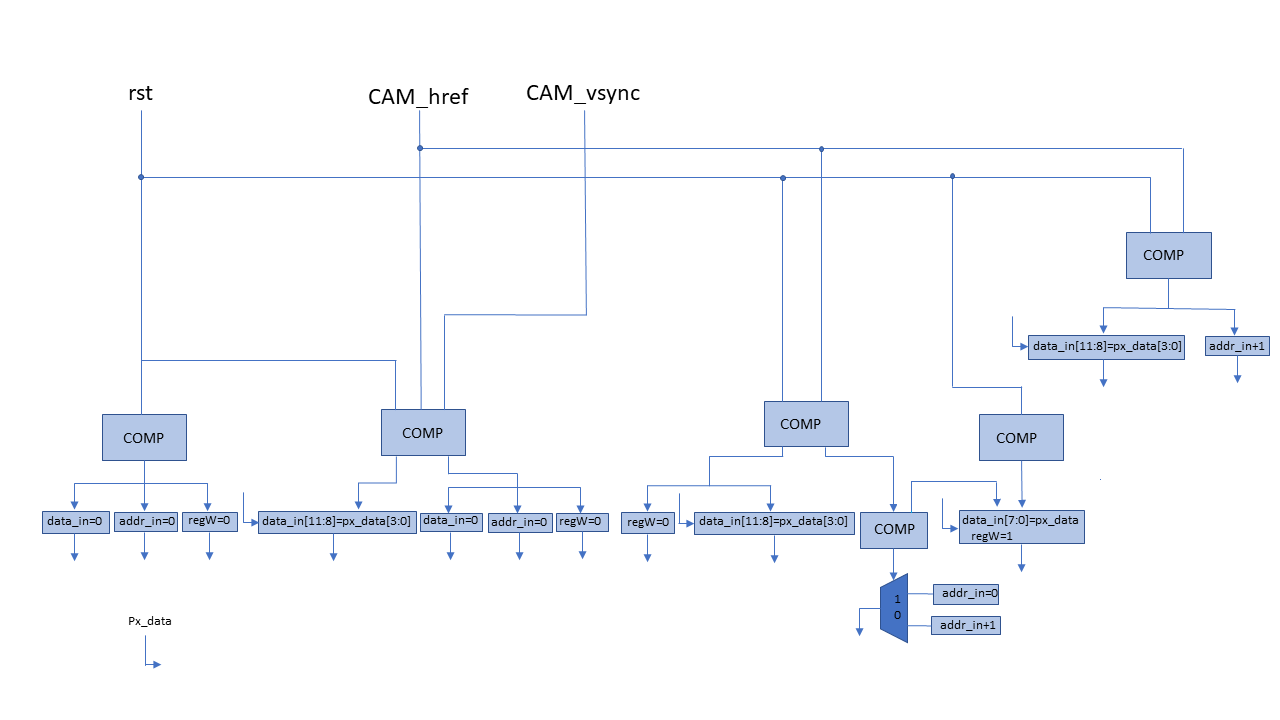 rst
CAM_href
CAM_vsync
COMP
data_in[11:8]=px_data[3:0]
addr_in+1
COMP
COMP
COMP
COMP
data_in=0
addr_in=0
regW=0
data_in[11:8]=px_data[3:0]
data_in=0
addr_in=0
regW=0
regW=0
data_in[11:8]=px_data[3:0]
COMP
data_in[7:0]=px_data
regW=1
1
0
addr_in=0
addr_in+1
Px_data